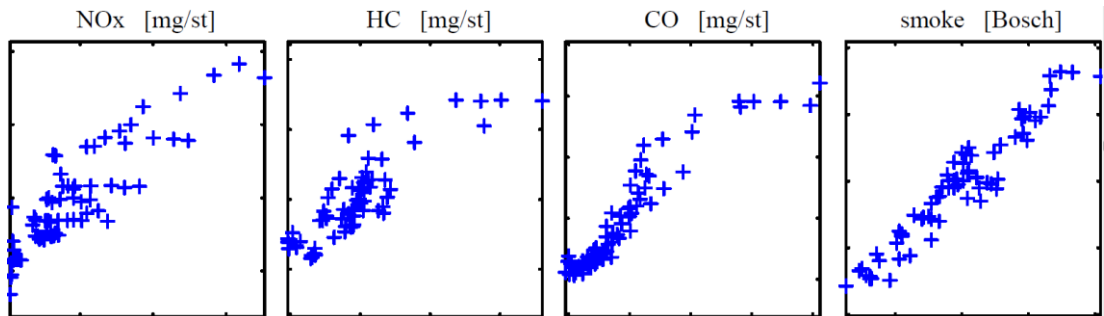 NOx [mg/st]
HC [mg/st]
CO [mg/st]
smoke [Bosch]